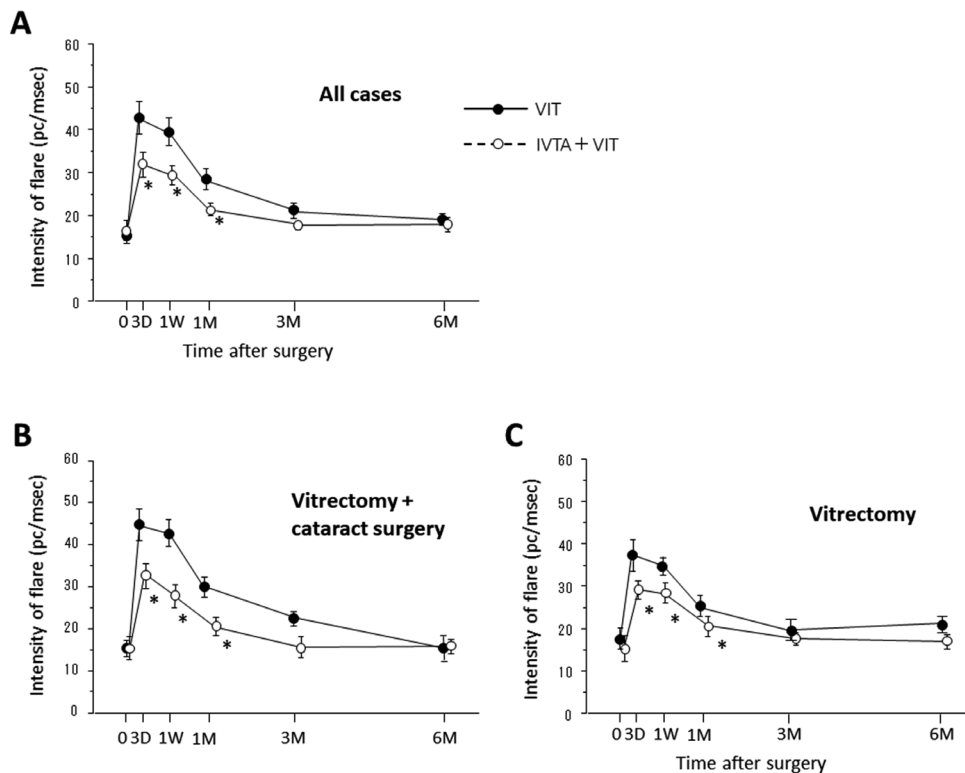 A
60
50
40
30
20
10
0
Intensity of flare (pc/msec)
All cases
VIT
IVTA + VIT
*
*
*
0 3D 1W 1M 3M 6M
Time after surgery
B
60
50
40
30
20
10
0
Intensity of flare (pc/msec)
Vitrectomy +
cataract surgery
*
*
*
0 3D 1W 1M 3M 6M
C
60
50
40
30
20
10
0
Intensity of flare (pc/msec)
Vitrectomy
*
*
*
0 3D 1W 1M 3M 6M
Time after surgery